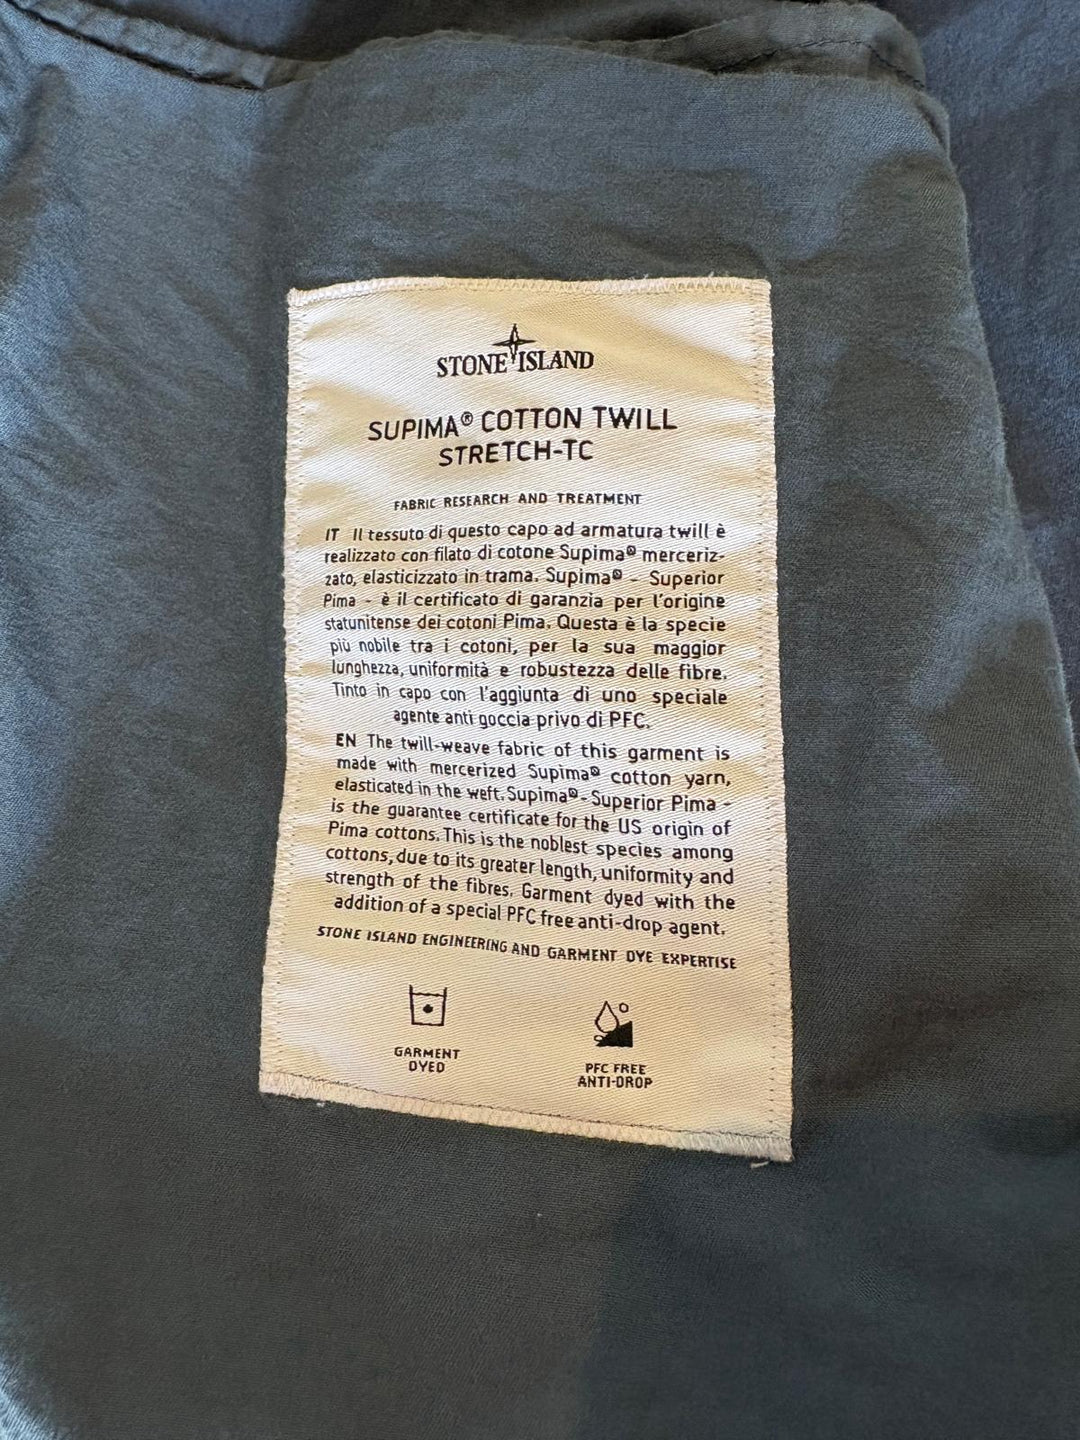 STONE ISLAND
SUPIMA® COTTON TWILL
STRETCH-TC
FABRIC RESEARCH AND TREATMENT
IT Il tessuto di questo capo ad armatura twill è
realizzato con filato di cotone Supima® merceriz-
zato, elasticizzato in trama. Supima® - Superior
Pima - è il certificato di garanzia per l'origine
statunitense dei cotoni Pima. Questa è la specie
più nobile tra i cotoni, per la sua maggior
lunghezza, uniformità e robustezza delle fibre.
Tinto in capo con l'aggiunta di uno speciale
agente anti goccia privo di PFC.
EN The twill-weave fabric of this garment is
made with mercerized Supima® cotton yarn,
elasticated in the weft. Supima® - Superior Pima -
is the guarantee certificate for the US origin of
Pima cottons. This is the noblest species among
cottons, due to its greater length, uniformity and
strength of the fibres. Garment dyed with the
addition of a special PFC free anti-drop agent.
STONE ISLAND ENGINEERING AND GARMENT DYE EXPERTISE
GARMENT
DYED
PFC FREE
ANTI-DROP